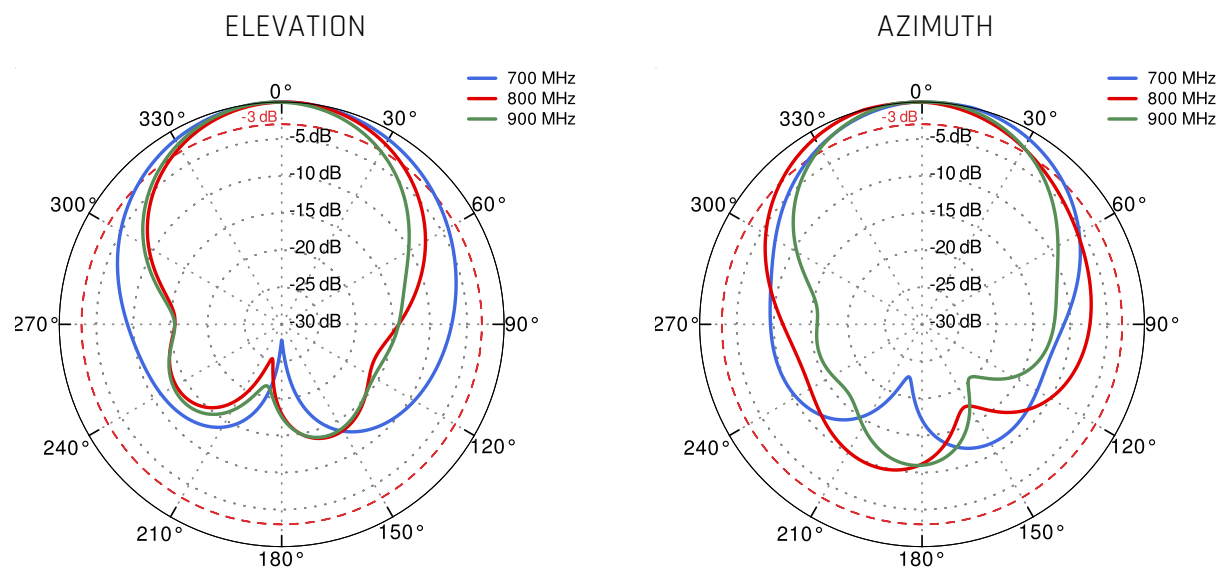 ELEVATION
700 MHz
800 MHz
900 MHz
0°
30°
60°
90°
120°
150°
180°
210°
240°
270°
300°
330°
-3 dB
-5 dB
-10 dB
-15 dB
-20 dB
-25 dB
-30 dB
AZIMUTH
700 MHz
800 MHz
900 MHz
0°
30°
60°
90°
120°
150°
180°
210°
240°
270°
300°
330°
-3 dB
-5 dB
-10 dB
-15 dB
-20 dB
-25 dB
-30 dB